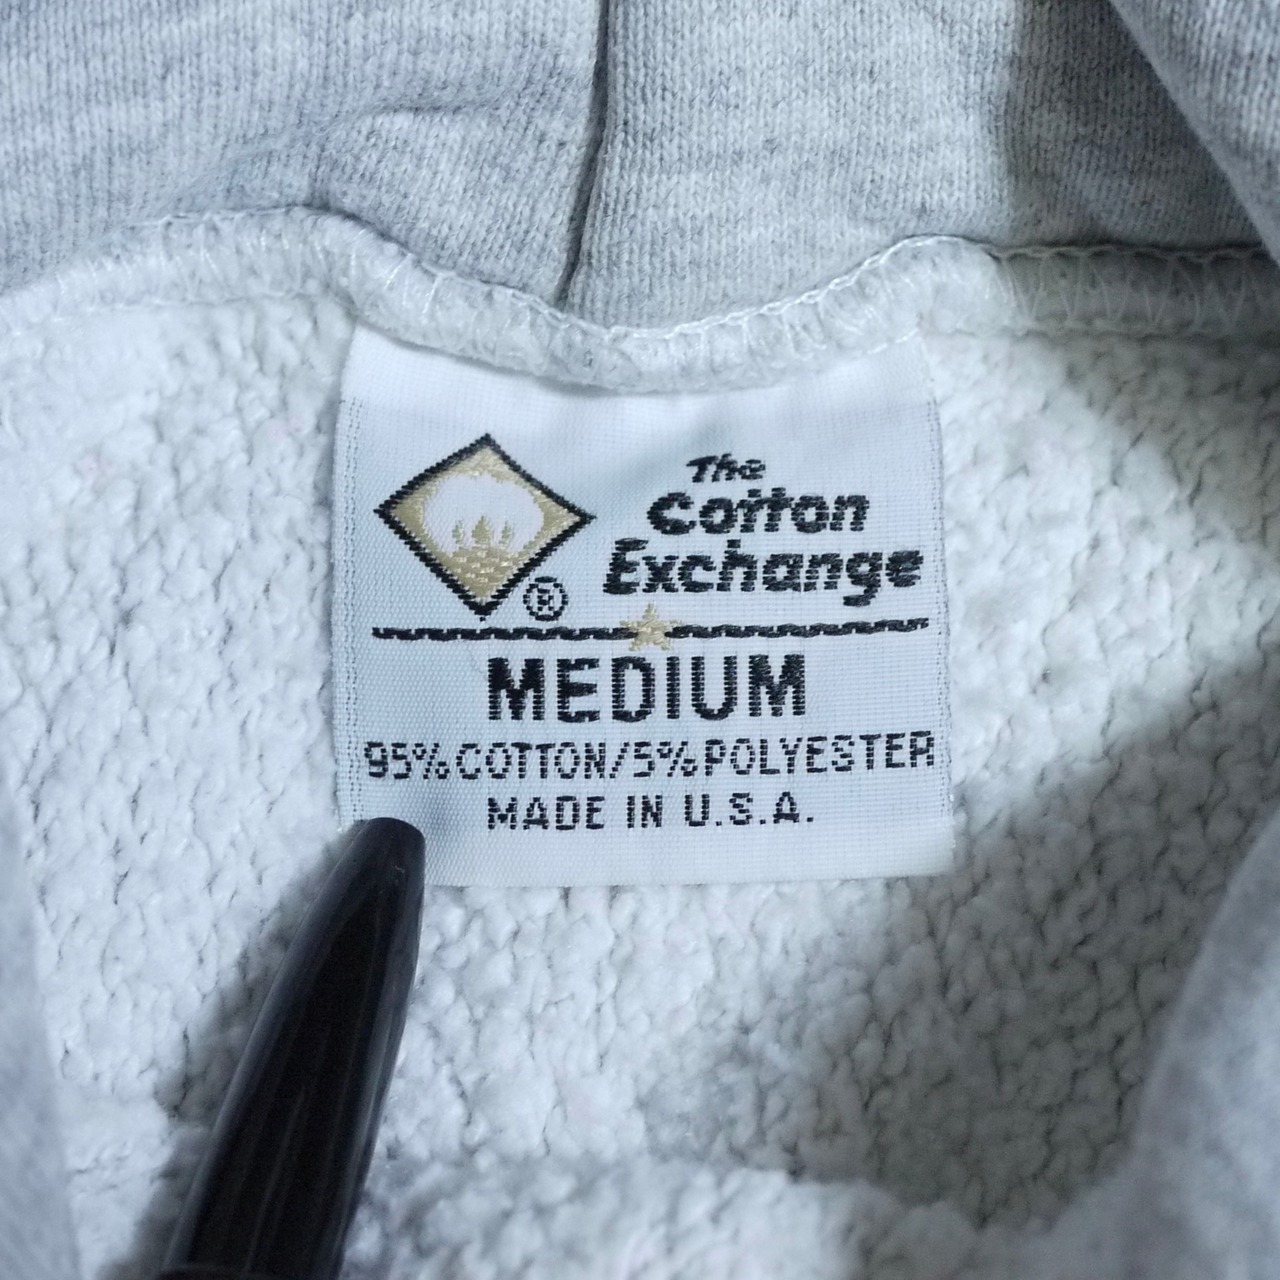 The
Cotton
Exchange
®
MEDIUM
95% COTTON/5% POLYESTER
MADE IN U.S.A.